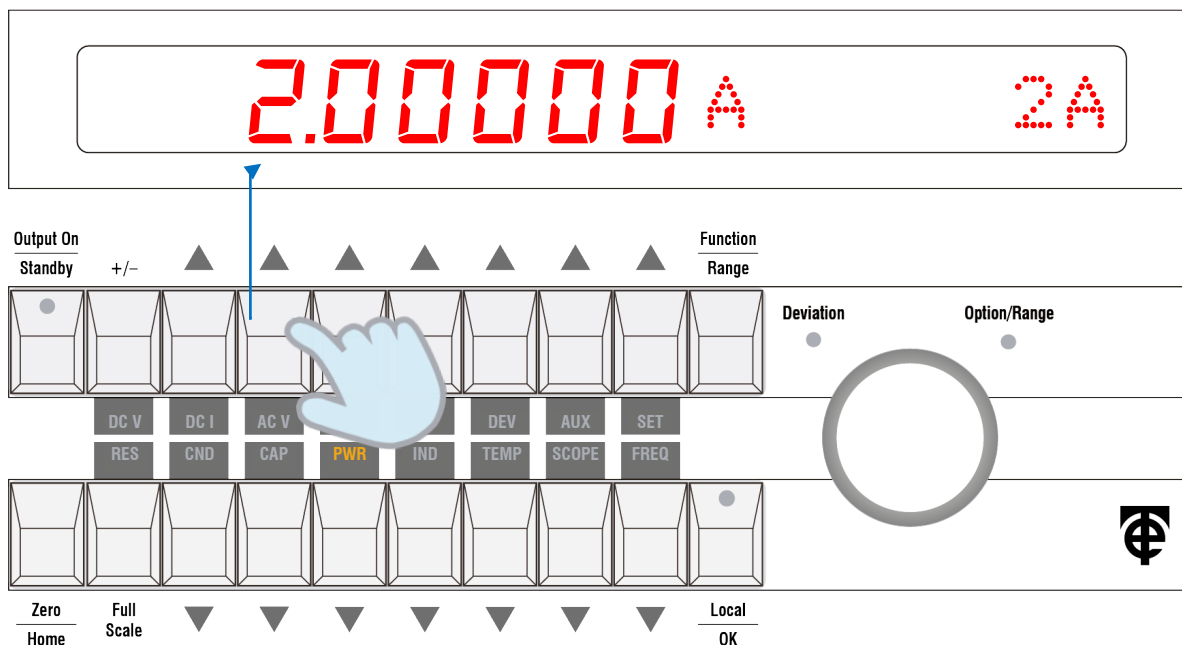 2.00000 A 2A
Output On
Standby
+/−
Function
Range
Deviation
Option/Range
DC V DC I AC V DEV AUX SET
RES CND CAP PWR IND TEMP SCOPE FREQ
Zero
Home
Full
Scale
Local
OK